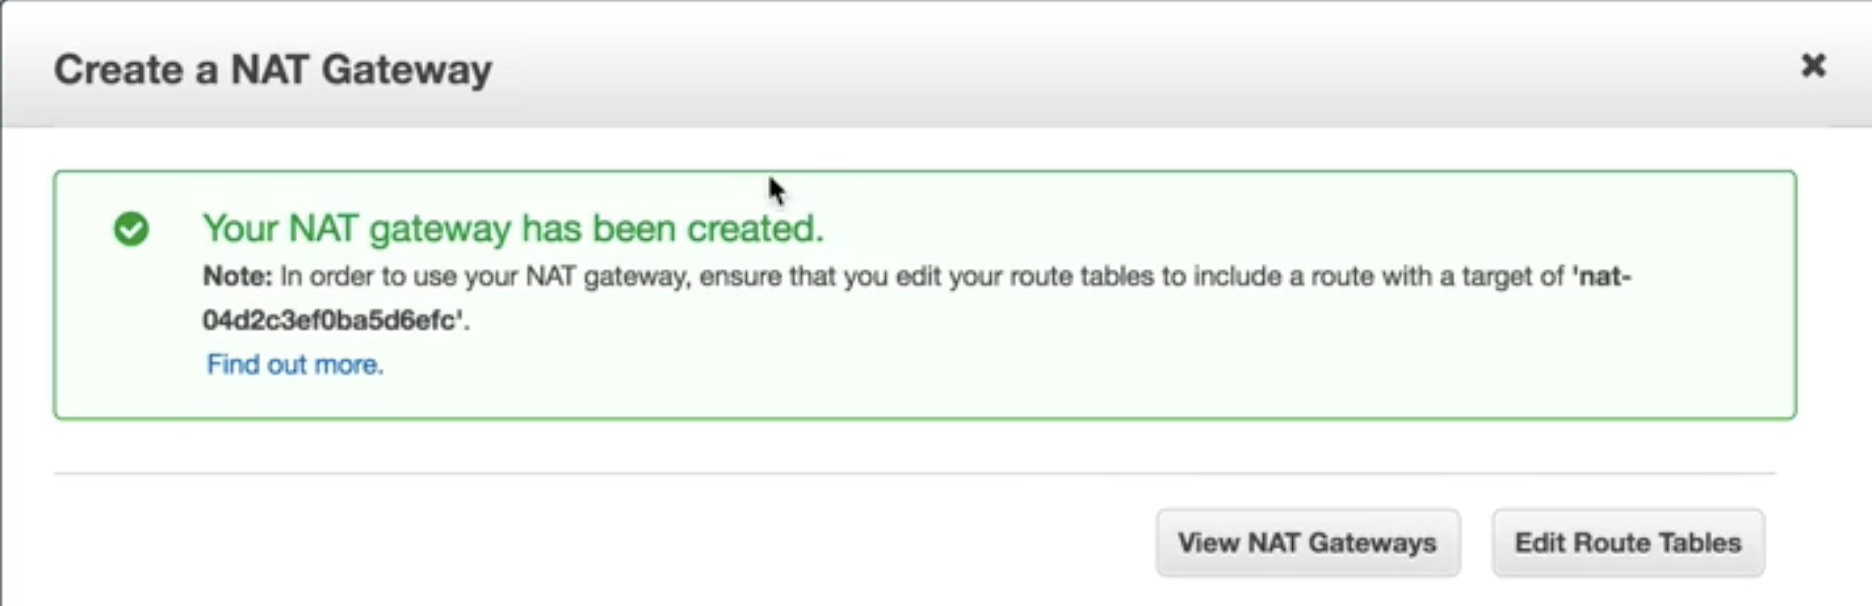 Create a NAT Gateway
Your NAT gateway has been created.
Note: In order to use your NAT gateway, ensure that you edit your route tables to include a route with a target of 'nat-
04d2c3ef0ba5d6efc'.
Find out more.
View NAT Gateways
Edit Route Tables